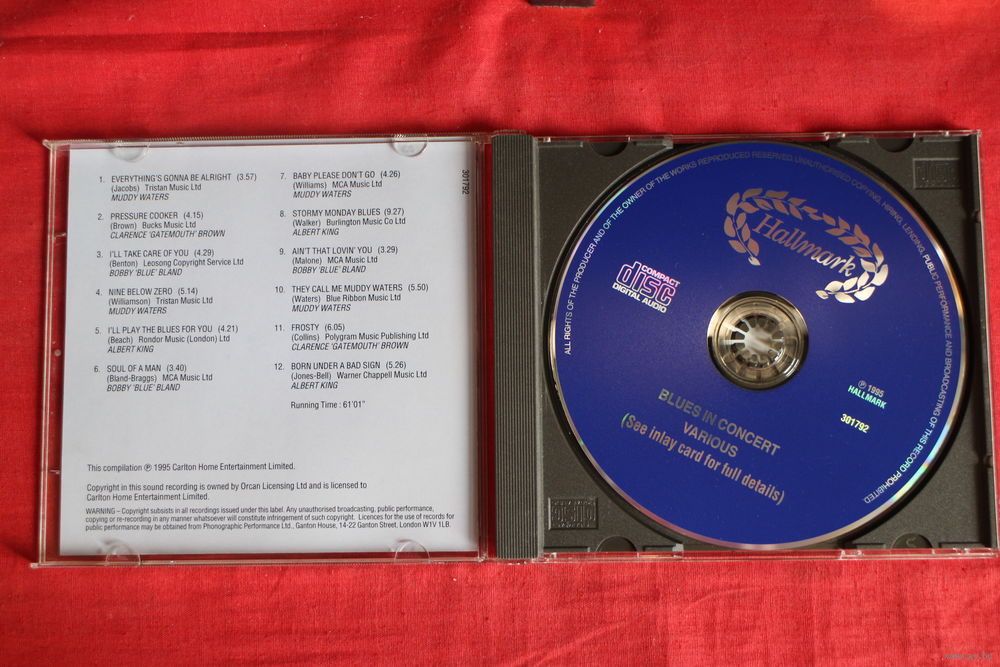 1. EVERYTHING'S GONNA BE ALRIGHT (3.57)
(Jacobs) Tristan Music Ltd
MUDDY WATERS
2. PRESSURE COOKER (4.15)
(Brown) Bucks Music Ltd
CLARENCE 'GATEMOUTH' BROWN
3. I'LL TAKE CARE OF YOU (4.29)
(Benton) Leosong Copyright Service Ltd
BOBBY 'BLUE' BLAND
4. NINE BELOW ZERO (5.14)
(Williamson) Tristan Music Ltd
MUDDY WATERS
5. I'LL PLAY THE BLUES FOR YOU (4.21)
(Beach) Rondor Music (London) Ltd
ALBERT KING
6. SOUL OF A MAN (3.40)
(Bland-Braggs) MCA Music Ltd
BOBBY 'BLUE' BLAND
7. BABY PLEASE DON'T GO (4.26)
(Williams) MCA Music Ltd
MUDDY WATERS
8. STORMY MONDAY BLUES (9.27)
(Walker) Burlington Music Co Ltd
ALBERT KING
9. AIN'T THAT LOVIN' YOU (3.29)
(Malone) MCA Music Ltd
BOBBY 'BLUE' BLAND
10. THEY CALL ME MUDDY WATERS (5.50)
(Waters) Blue Ribbon Music Ltd
MUDDY WATERS
11. FROSTY (6.05)
(Collins) Polygram Music Publishing Ltd
CLARENCE 'GATEMOUTH' BROWN
12. BORN UNDER A BAD SIGN (5.26)
(Jones-Bell) Warner Chappell Music Ltd
ALBERT KING
Running Time : 61'01"
301792
This compilation ℗ 1995 Carlton Home Entertainment Limited.
Copyright in this sound recording is owned by Orcan Licensing Ltd and is licensed to
Carlton Home Entertainment Limited.
WARNING – Copyright subsists in all recordings issued under this label. Any unauthorised broadcasting, public performance,
copying or re-recording in any manner whatsoever will constitute infringement of such copyright. Licences for the use of records for
public performance may be obtained from Phonographic Performance Ltd., Ganton House, 14-22 Ganton Street, London W1V 1LB.
ALL RIGHTS OF THE PRODUCER AND OF THE OWNER OF THE WORKS REPRODUCED RESERVED. UNAUTHORISED COPYING, HIRING, LENDING, PUBLIC PERFORMANCE AND BROADCASTING OF THIS RECORD PROHIBITED.
Hallmark
COMPACT
disc
DIGITAL AUDIO
℗ 1995
HALLMARK
301792
BLUES IN CONCERT
VARIOUS
(See inlay card for full details)